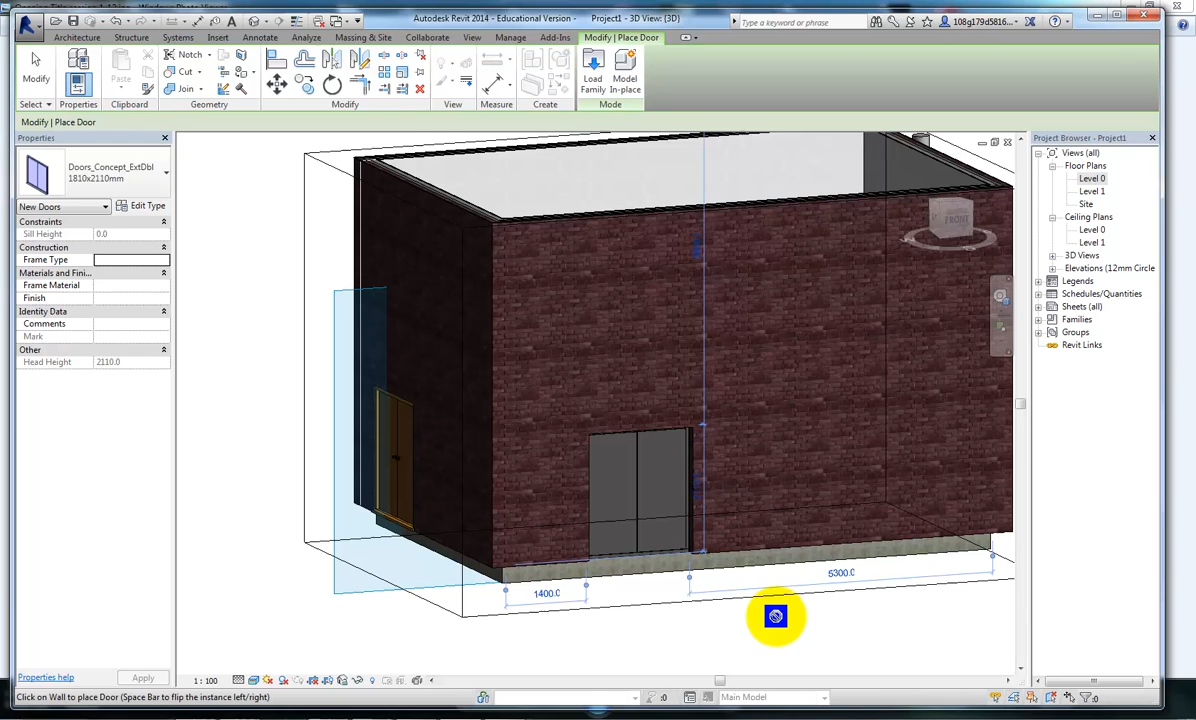 Autodesk Revit 2014 - Educational Version - Project1 - 3D View: {3D}
Type a keyword or phrase
108g179d5816...
Architecture Structure Systems Insert Annotate Analyze Massing & Site Collaborate View Manage Add-Ins Modify | Place Door
Modify
Paste
Notch
Cut
Join
Load Family
Model In-place
Select Properties Clipboard Geometry Modify View Measure Create Mode
Modify | Place Door
Properties
Doors_Concept_ExtDbl
1810x2110mm
New Doors Edit Type
Constraints
Sill Height 0.0
Construction
Frame Type
Materials and Fini...
Frame Material
Finish
Identity Data
Comments
Mark
Other
Head Height 2110.0
Properties help Apply
FRONT
1400.0
5300.0
Project Browser - Project1
Views (all)
Floor Plans
Level 0
Level 1
Site
Ceiling Plans
Level 0
Level 1
3D Views
Elevations (12mm Circle
Legends
Schedules/Quantities
Sheets (all)
Families
Groups
Revit Links
1 : 100
Click on Wall to place Door (Space Bar to flip the instance left/right)
:0
Main Model
:0